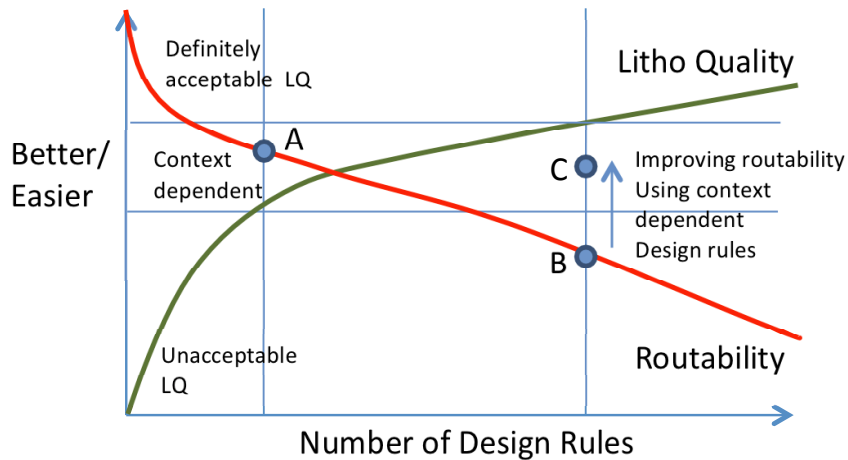 Definitely
acceptable LQ
Litho Quality
A
Better/
Easier
Context
dependent
C
Improving routability
Using context
dependent
Design rules
B
Unacceptable
LQ
Routability
Number of Design Rules